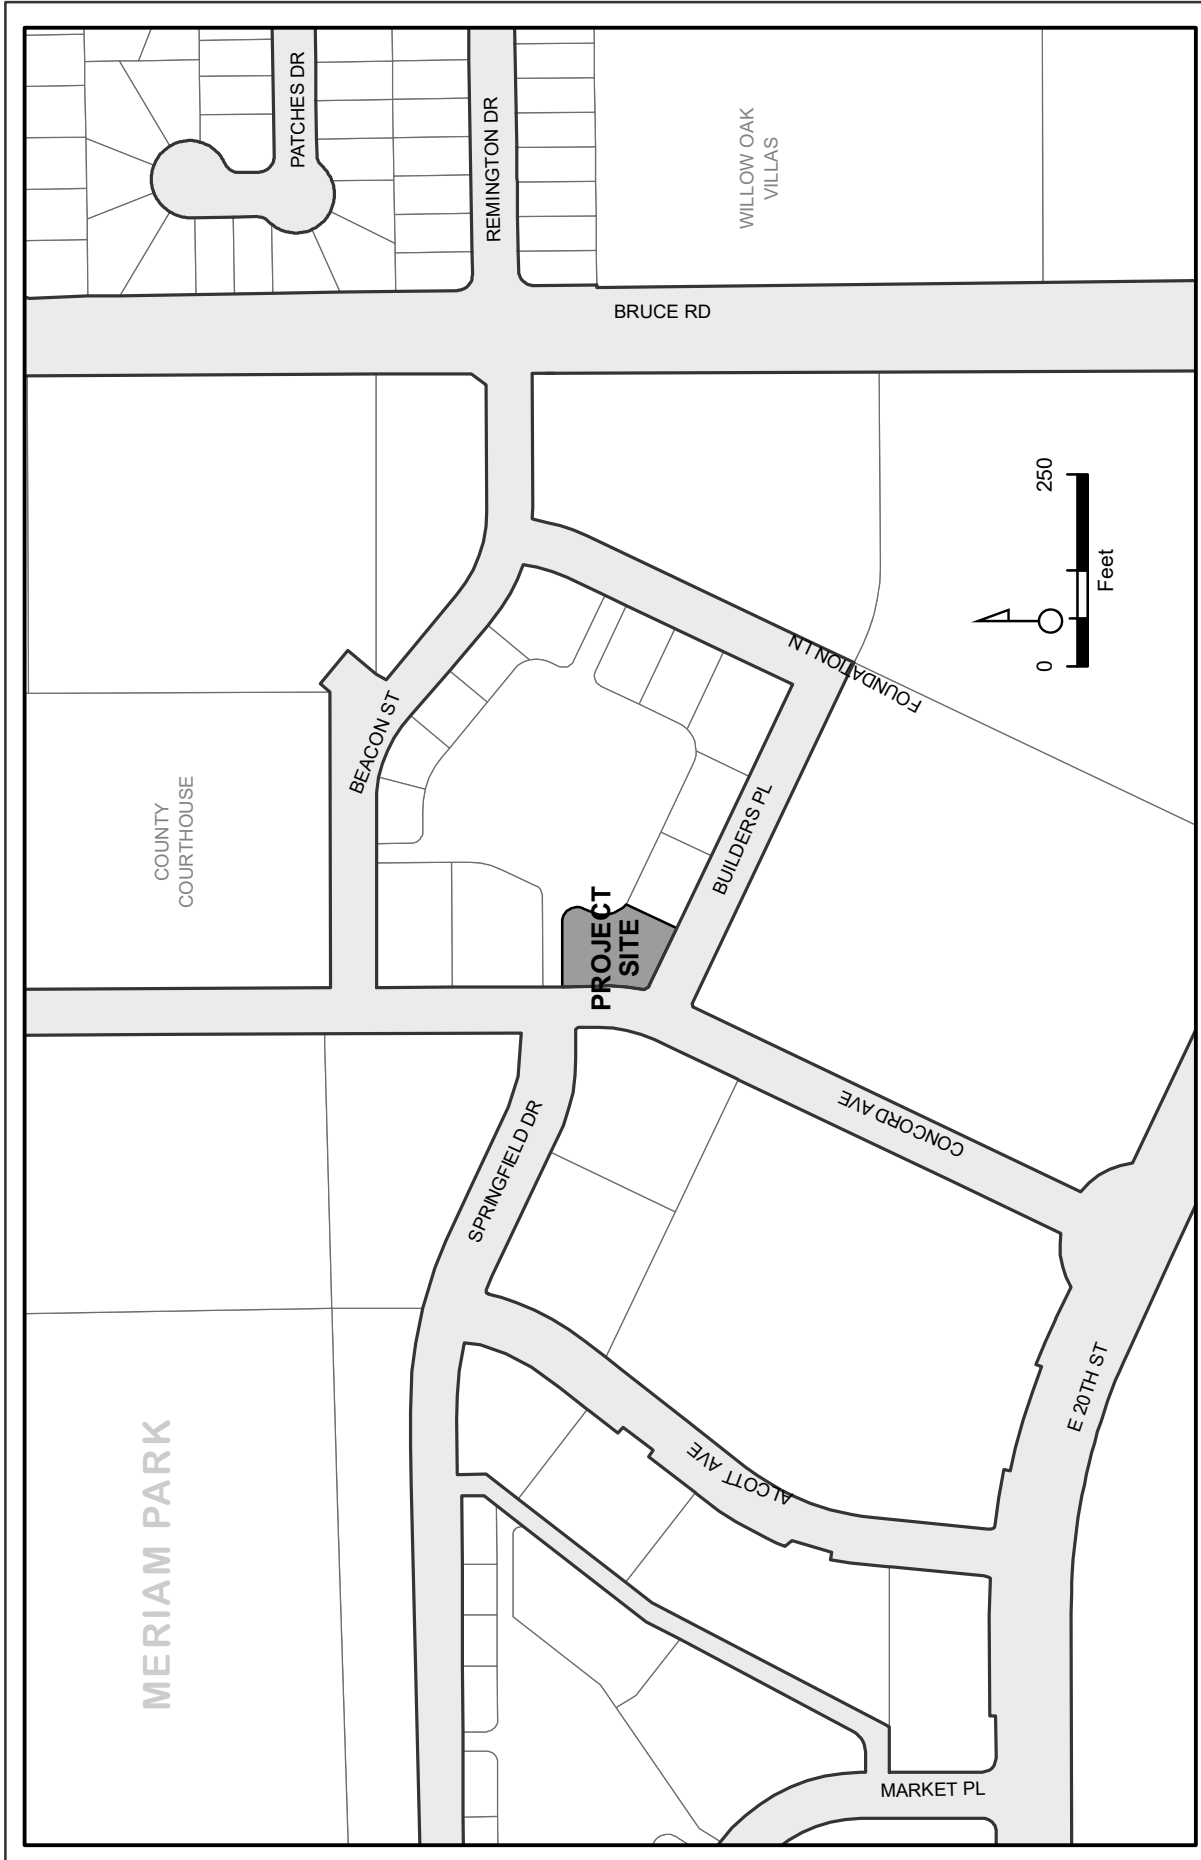 PATCHES DR
REMINGTON DR
WILLOW OAK
VILLAS
BRUCE RD
COUNTY
COURTHOUSE
BEACON ST
FOUNDATION LN
BUILDERS PL
0
250
Feet
PROJECT
SITE
SPRINGFIELD DR
CONCORD AVE
MERIAM PARK
ALCOTT AVE
E 20TH ST
MARKET PL